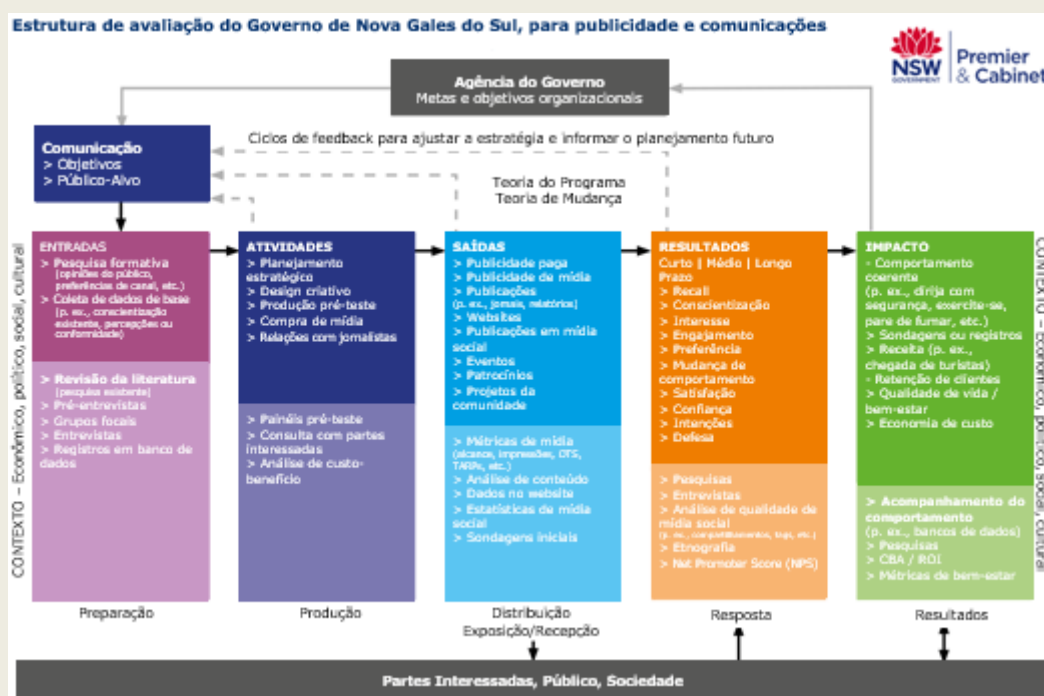 Estrutura de avaliação do Governo de Nova Gales do Sul, para publicidade e comunicações
NSW
GOVERNMENT
Premier
& Cabinet
Agência do Governo
Metas e objetivos organizacionais
Ciclos de feedback para ajustar a estratégia e informar o planejamento futuro
Comunicação
> Objetivos
> Público-Alvo
Teoria do Programa
Teoria de Mudança
CONTEXTO – Econômico, político, social, cultural
ENTRADAS
> Pesquisa formativa
(opiniões do público,
preferências de canal, etc.)
> Coleta de dados de base
(p. ex., conscientização
existente, percepções ou
conformidade)
> Revisão da literatura
(pesquisa existente)
> Pré-entrevistas
> Grupos focais
> Entrevistas
> Registros em banco de
dados
Preparação
ATIVIDADES
> Planejamento
estratégico
> Design criativo
> Produção pré-teste
> Compra de mídia
> Relações com jornalistas
> Painéis pré-teste
> Consulta com partes
interessadas
> Análise de custo-
benefício
Produção
SAÍDAS
> Publicidade paga
> Publicidade de mídia
> Publicações
(p. ex., jornais, relatórios)
> Websites
> Publicações em mídia
social
> Eventos
> Patrocínios
> Projetos da
comunidade
> Métricas de mídia
(alcance, impressões, OTS,
TARPs, etc.)
> Análise de conteúdo
> Dados no website
> Estatísticas de mídia
social
> Sondagens iniciais
Distribuição
Exposição/Recepção
RESULTADOS
Curto | Médio | Longo
Prazo
> Recall
> Conscientização
> Interesse
> Engajamento
> Preferência
> Mudança de
comportamento
> Satisfação
> Confiança
> Intenções
> Defesa
> Pesquisas
> Entrevistas
> Análise de qualidade de
mídia social
(p. ex., compartilhamentos, tags, etc.)
> Etnografia
> Net Promoter Score (NPS)
Resposta
IMPACTO
- Comportamento
coerente
(p. ex., dirija com
segurança, exercite-se,
pare de fumar, etc.)
> Sondagens ou registros
> Receita (p. ex.,
chegada de turistas)
- Retenção de clientes
> Qualidade de vida /
bem-estar
> Economia de custo
> Acompanhamento do
comportamento
(p. ex., bancos de dados)
> Pesquisas
> CBA / ROI
> Métricas de bem-estar
Resultados
CONTEXTO – Econômico, político, social, cultural
Partes Interessadas, Público, Sociedade